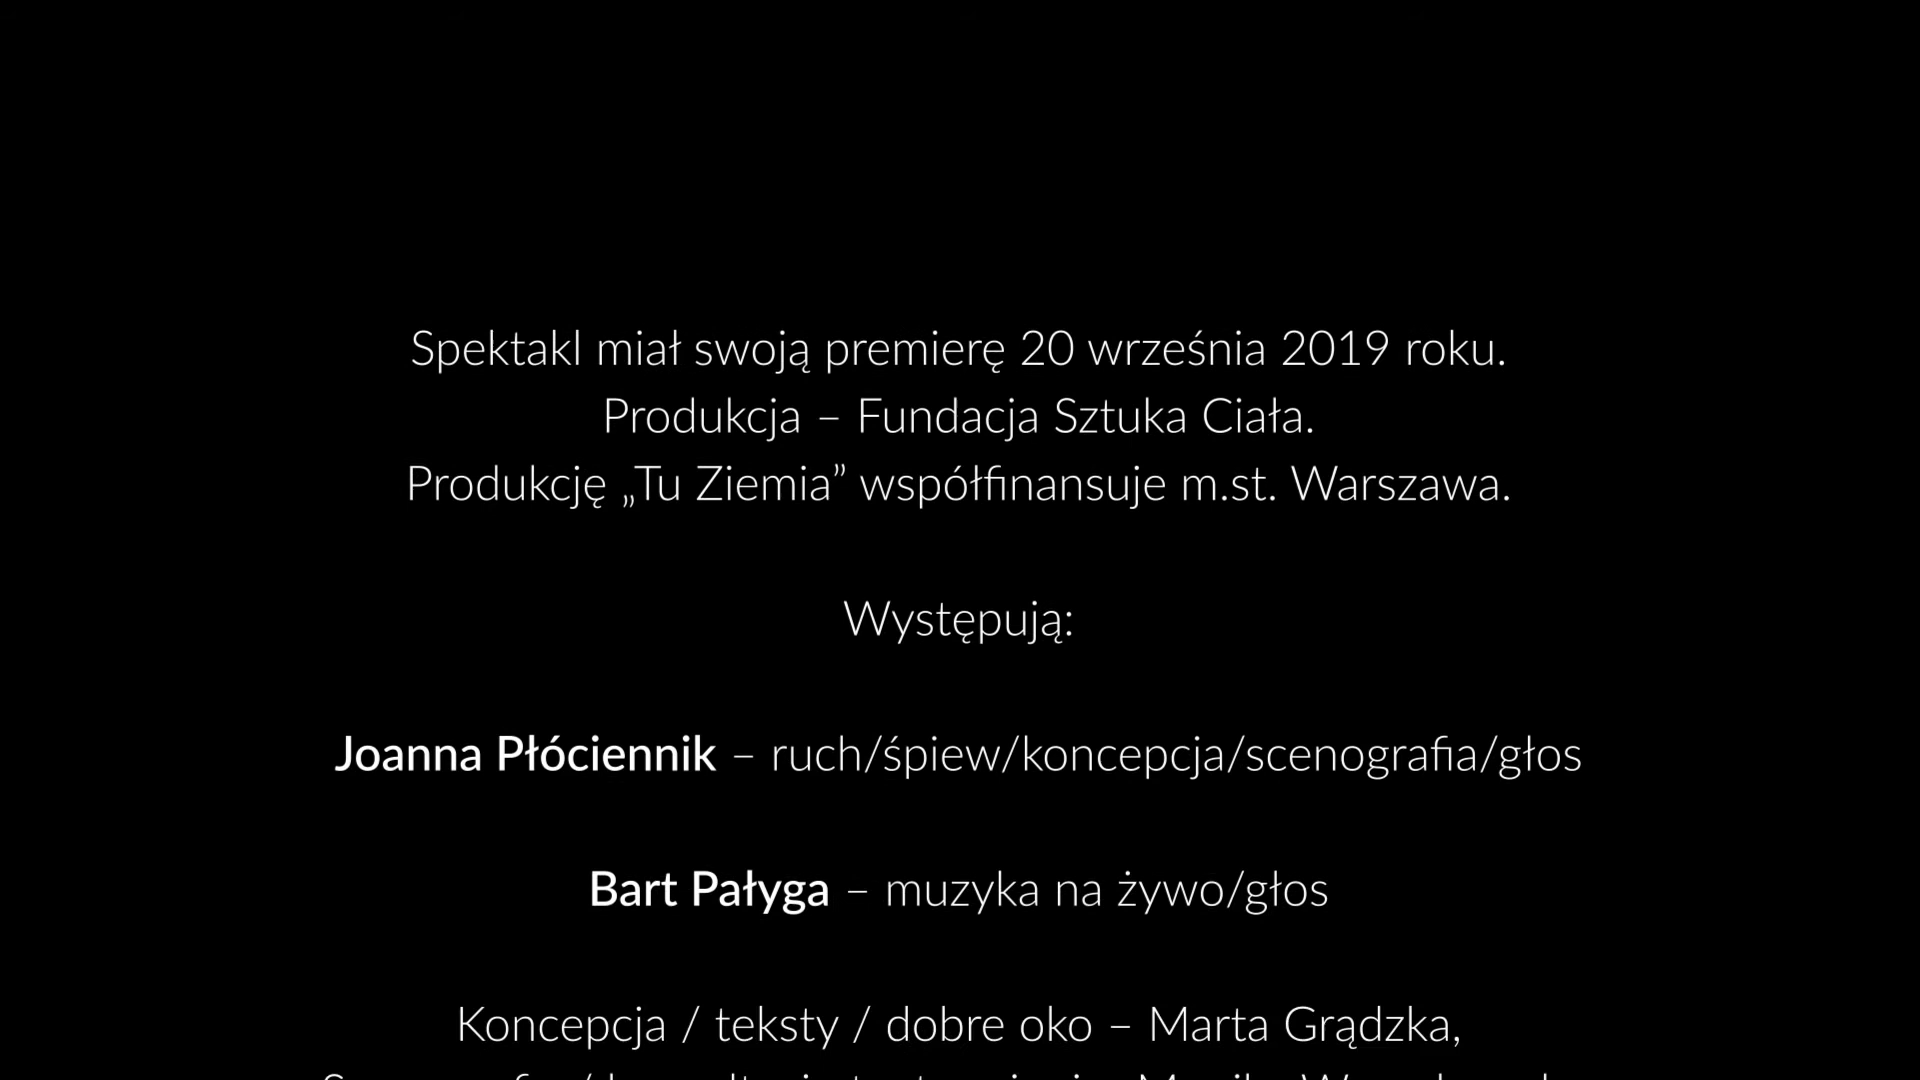 Spektakl miał swoją premierę 20 września 2019 roku.
Produkcja – Fundacja Sztuka Ciała.
Produkcję „Tu Ziemia” współfinansuje m.st. Warszawa.
Występują:
Joanna Płóciennik – ruch/śpiew/koncepcja/scenografia/głos
Bart Pałyga – muzyka na żywo/głos
Koncepcja / teksty / dobre oko – Marta Grądzka,